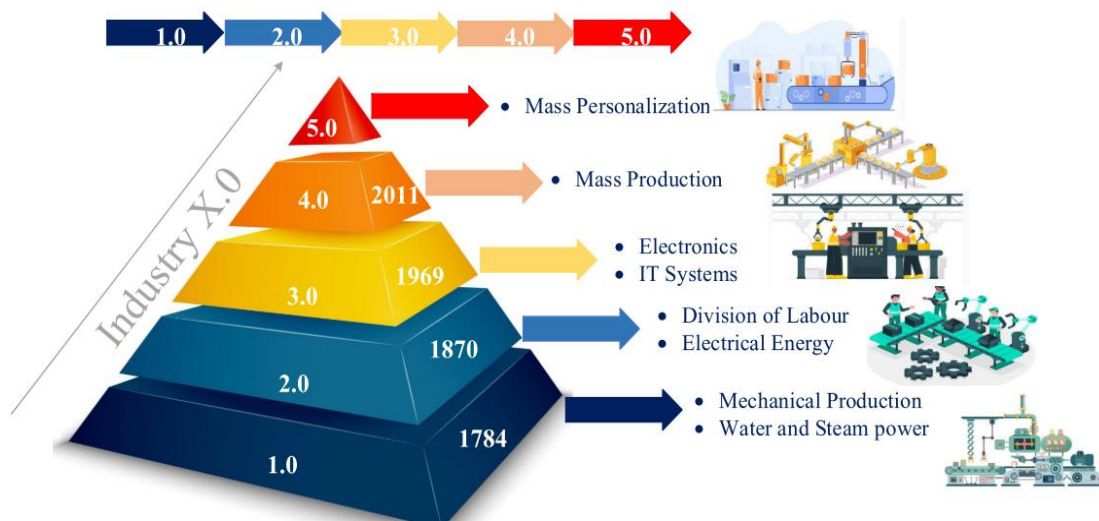 1.0 2.0 3.0 4.0 5.0
Industry X.0
5.0
• Mass Personalization
4.0 2011
• Mass Production
3.0 1969
• Electronics
• IT Systems
2.0 1870
• Division of Labour
• Electrical Energy
1.0 1784
• Mechanical Production
• Water and Steam power